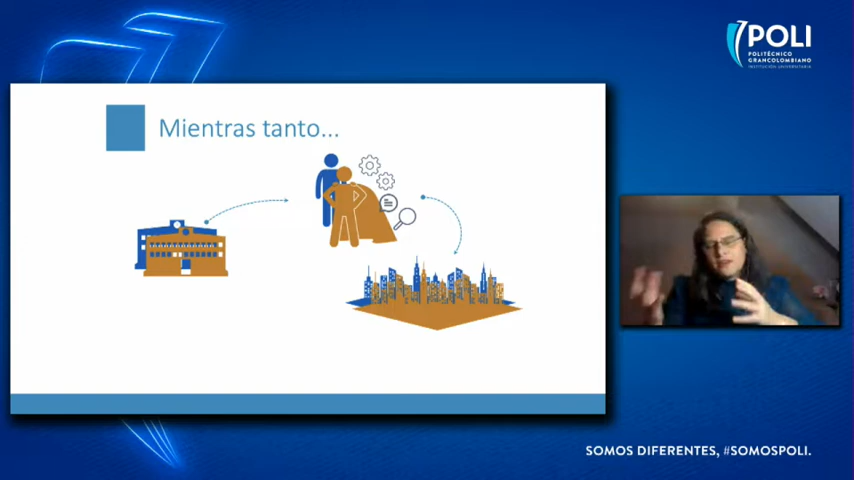 POLI
POLITÉCNICO
GRANCOLOMBIANO
INSTITUCIÓN UNIVERSITARIA
Mientras tanto...
SOMOS DIFERENTES, #SOMOSPOLI.